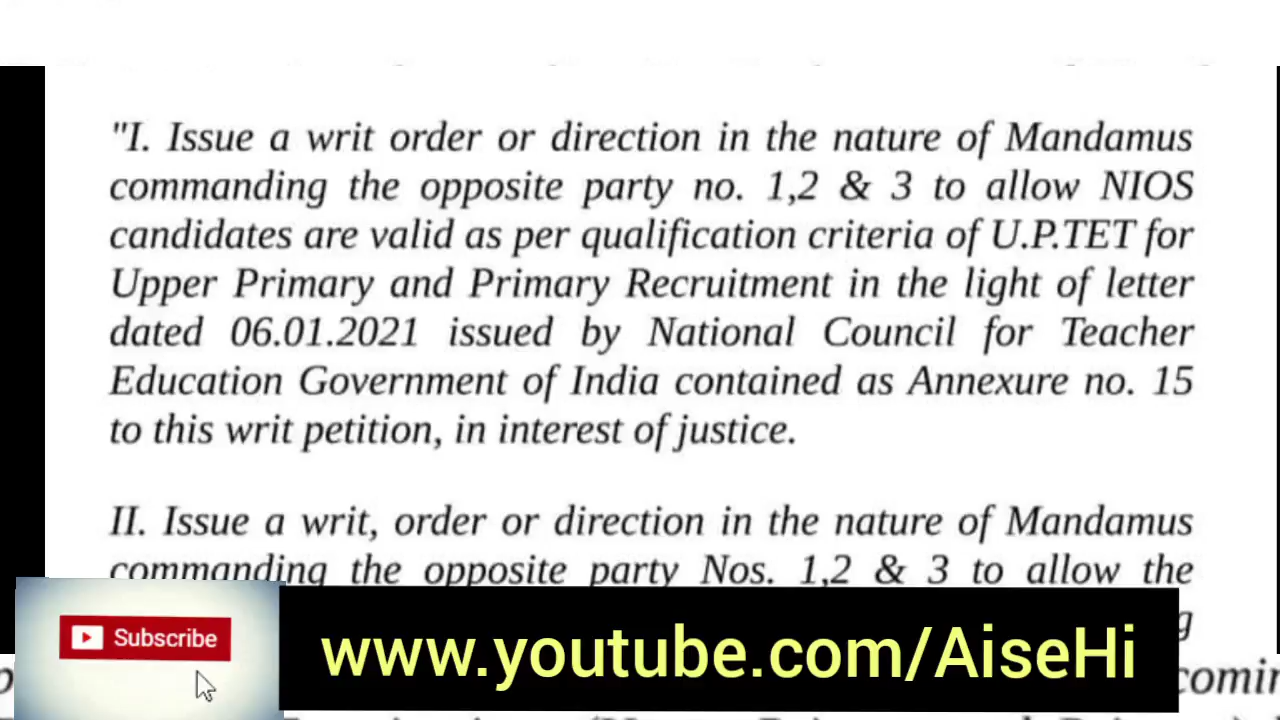 "I. Issue a writ order or direction in the nature of Mandamus
commanding the opposite party no. 1,2 & 3 to allow NIOS
candidates are valid as per qualification criteria of U.P.TET for
Upper Primary and Primary Recruitment in the light of letter
dated 06.01.2021 issued by National Council for Teacher
Education Government of India contained as Annexure no. 15
to this writ petition, in interest of justice.
II. Issue a writ, order or direction in the nature of Mandamus
commanding the opposite party Nos. 1,2 & 3 to allow the
Subscribe
www.youtube.com/AiseHi